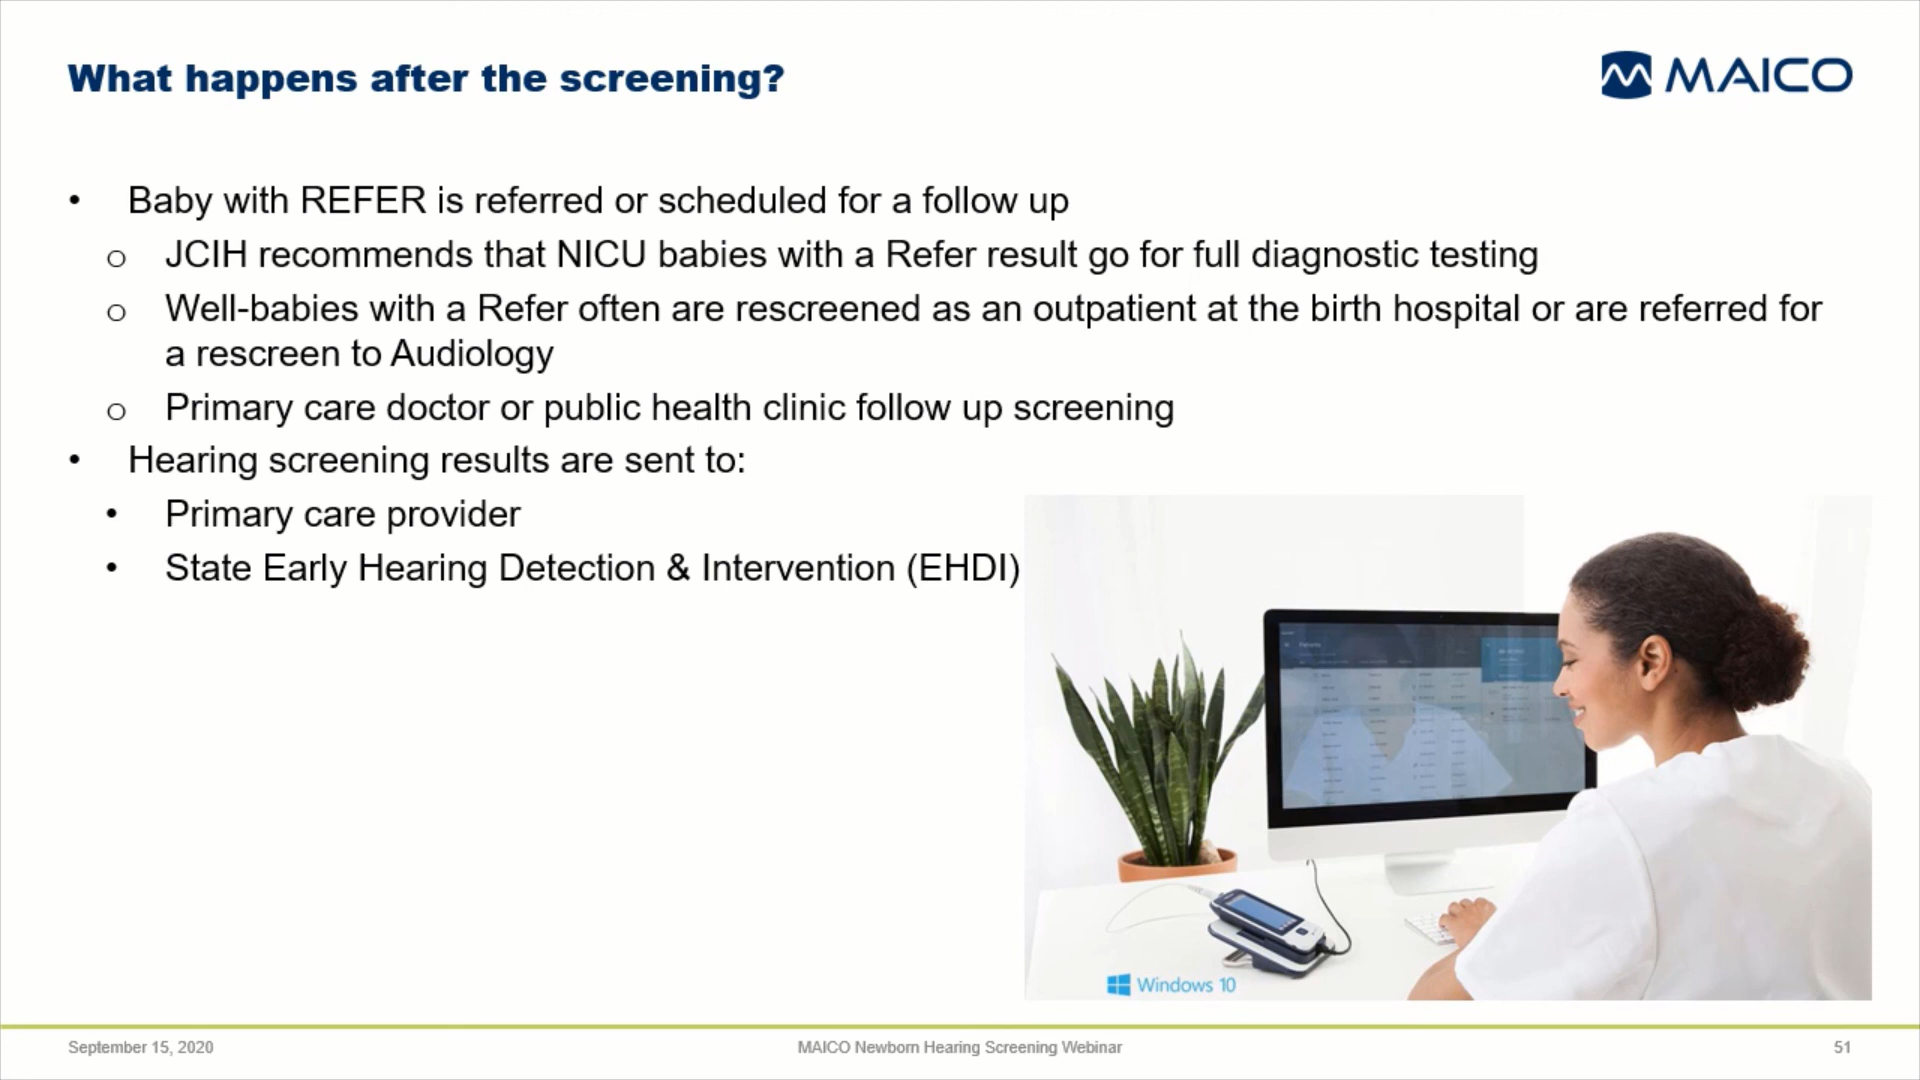 What happens after the screening?
MAICO
• Baby with REFER is referred or scheduled for a follow up
o JCIH recommends that NICU babies with a Refer result go for full diagnostic testing
o Well-babies with a Refer often are rescreened as an outpatient at the birth hospital or are referred for
a rescreen to Audiology
o Primary care doctor or public health clinic follow up screening
• Hearing screening results are sent to:
• Primary care provider
• State Early Hearing Detection & Intervention (EHDI)
Patients
Windows 10
September 15, 2020
MAICO Newborn Hearing Screening Webinar
51